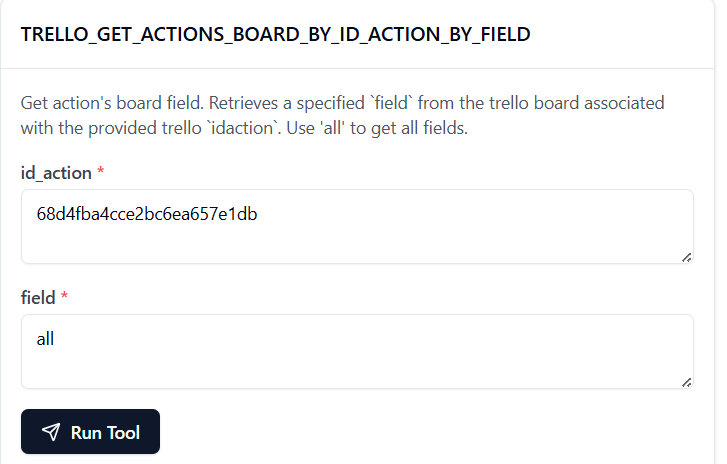 TRELLO_GET_ACTIONS_BOARD_BY_ID_ACTION_BY_FIELD
Get action's board field. Retrieves a specified `field` from the trello board associated
with the provided trello `idaction`. Use 'all' to get all fields.
id_action *
68d4fba4cce2bc6ea657e1db
field *
all
Run Tool